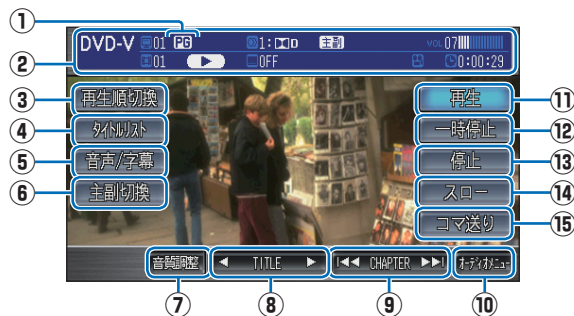 ①
DVD-V 01 PG 1: D 主副 VOL 07
② 01 OFF 0:00:29
③ 再生順切換
④ ﾀｲﾄﾙﾘｽﾄ
⑤ 音声/字幕
⑥ 主副切換
再生 ⑪
一時停止 ⑫
停止 ⑬
スロー ⑭
コマ送り ⑮
音質調整 TITLE CHAPTER ｵｰﾃﾞｨｵﾒﾆｭｰ
⑦ ⑧ ⑨ ⑩